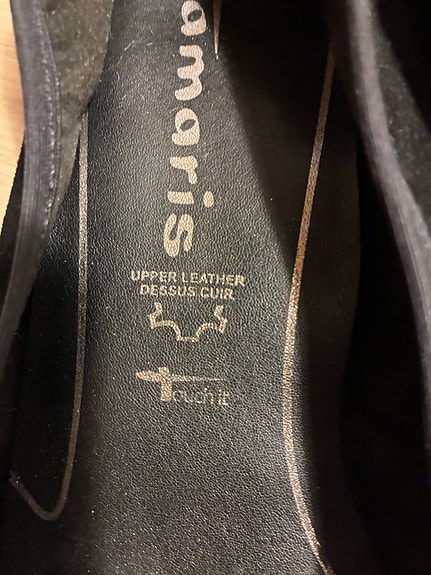 amaris
UPPER LEATHER
DESSUS CUIR
Touch it